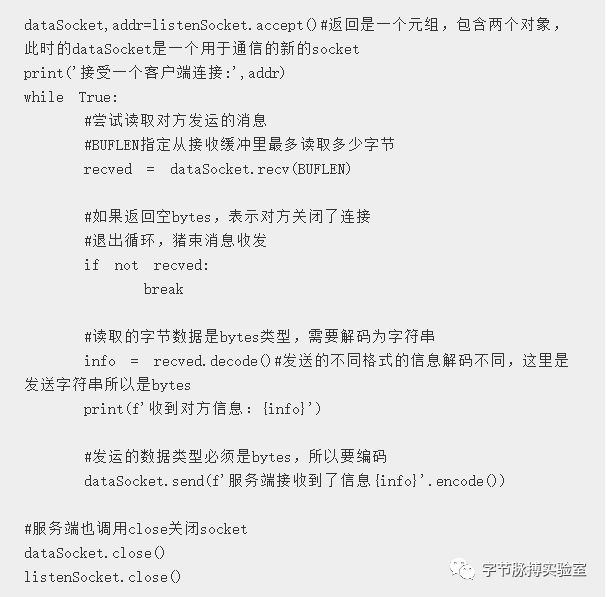 dataSocket,addr=listenSocket.accept()#返回是一个元组，包含两个对象，
此时的dataSocket是一个用于通信的新的socket
print('接受一个客户端连接:',addr)
while True:
#尝试读取对方发运的消息
#BUFLEN指定从接收缓冲里最多读取多少字节
recved = dataSocket.recv(BUFLEN)
#如果返回空bytes，表示对方关闭了连接
#退出循环，猪束消息收发
if not recved:
break
#读取的字节数据是bytes类型，需要解码为字符串
info = recved.decode()#发送的不同格式的信息解码不同，这里是
发送字符串所以是bytes
print(f'收到对方信息：{info}')
#发运的数据类型必须是bytes，所以要编码
dataSocket.send(f'服务端接收到了信息{info}'.encode())
#服务端也调用close关闭socket
dataSocket.close()
listenSocket.close()
字节脉搏实验室